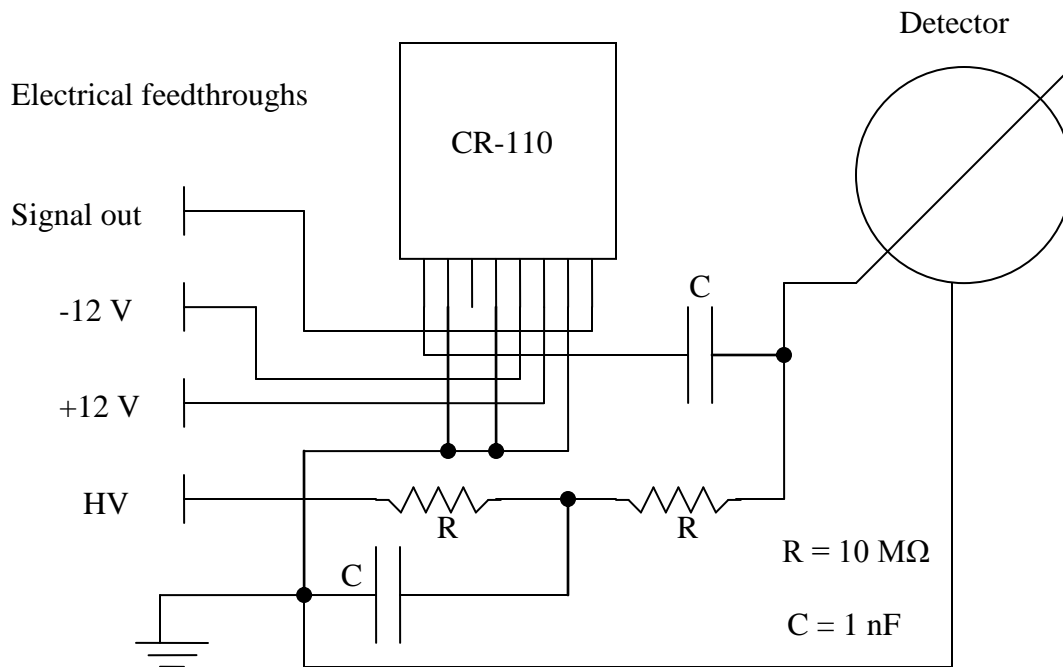 Detector
Electrical feedthroughs
CR-110
Signal out
C
-12 V
+12 V
HV
R
R
R = 10 MΩ
C
C = 1 nF